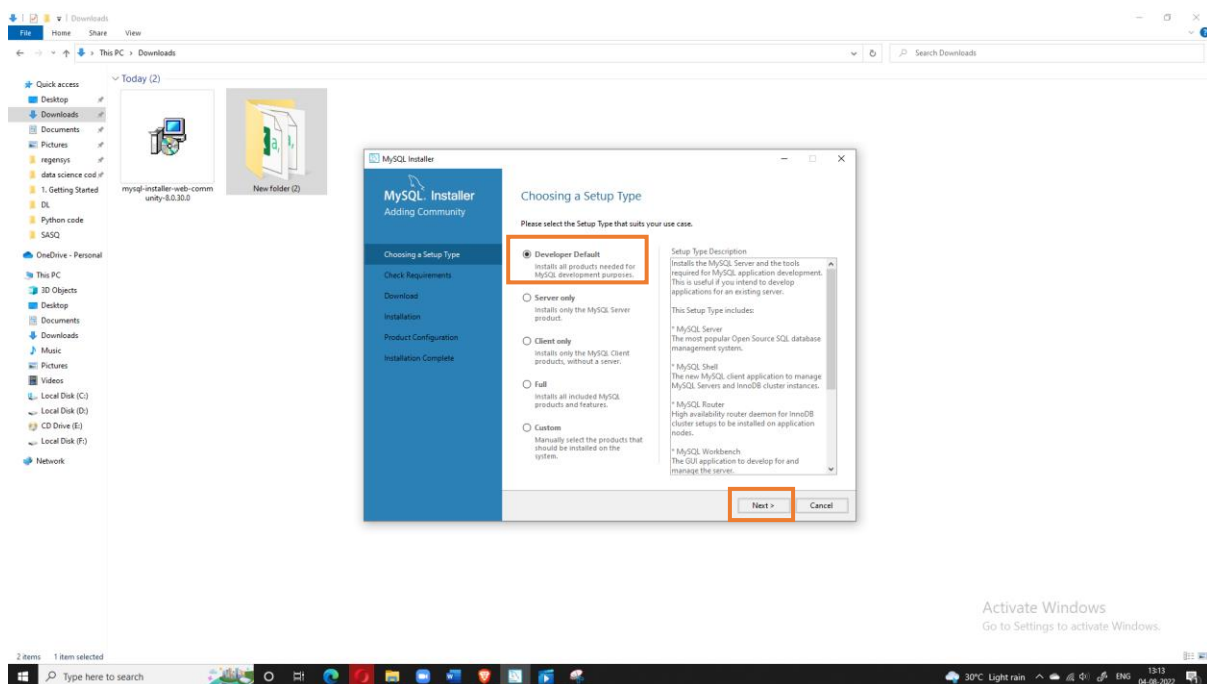 Downloads
File Home Share View
This PC › Downloads
Search Downloads
Quick access
Desktop
Downloads
Documents
Pictures
regensys
data science cod
1. Getting Started
DL
Python code
SASQ
OneDrive - Personal
This PC
3D Objects
Desktop
Documents
Downloads
Music
Pictures
Videos
Local Disk (C:)
Local Disk (D:)
CD Drive (E:)
Local Disk (F:)
Network
Today (2)
mysql-installer-web-comm
unity-8.0.30.0
New folder (2)
MySQL Installer
MySQL. Installer
Adding Community
Choosing a Setup Type
Check Requirements
Download
Installation
Product Configuration
Installation Complete
Choosing a Setup Type
Please select the Setup Type that suits your use case.
Developer Default
Installs all products needed for
MySQL development purposes.
Server only
Installs only the MySQL Server
product.
Client only
Installs only the MySQL Client
products, without a server.
Full
Installs all included MySQL
products and features.
Custom
Manually select the products that
should be installed on the
system.
Setup Type Description
Installs the MySQL Server and the tools
required for MySQL application development.
This is useful if you intend to develop
applications for an existing server.
This Setup Type includes:
* MySQL Server
The most popular Open Source SQL database
management system.
* MySQL Shell
The new MySQL client application to manage
MySQL Servers and InnoDB cluster instances.
* MySQL Router
High availability router daemon for InnoDB
cluster setups to be installed on application
nodes.
* MySQL Workbench
The GUI application to develop for and
manage the server.
Next >
Cancel
Activate Windows
Go to Settings to activate Windows.
2 items 1 item selected
Type here to search
30°C Light rain
ENG
13:13
04-08-2022